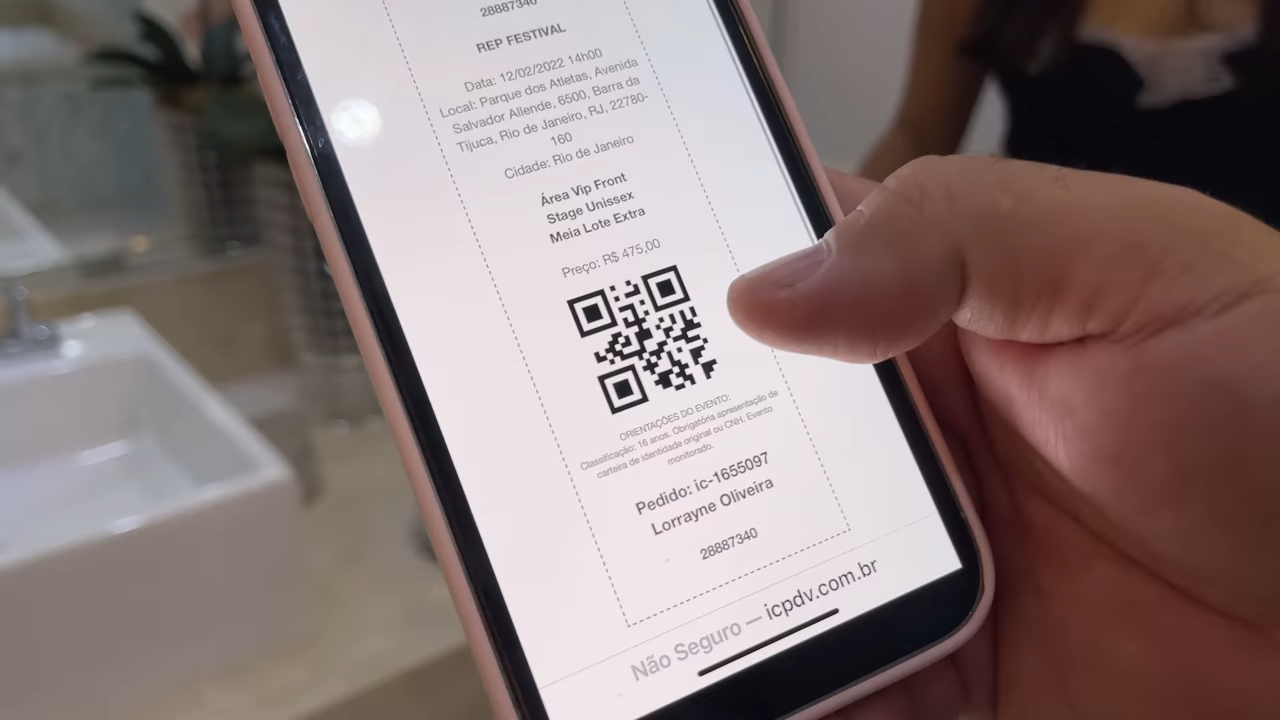 28887340
REP FESTIVAL
Data: 12/02/2022 14h00
Local: Parque dos Atletas, Avenida
Salvador Allende, 6500, Barra da
Tijuca, Rio de Janeiro, RJ, 22780-
160
Cidade: Rio de Janeiro
Área Vip Front
Stage Unissex
Meia Lote Extra
Preço: R$ 475,00
ORIENTAÇÕES DO EVENTO:
Classificação: 16 anos. Obrigatória apresentação de
carteira de identidade original ou CNH. Evento
monitorado.
Pedido: ic-1655097
Lorrayne Oliveira
28887340
Não Seguro — icpdv.com.br